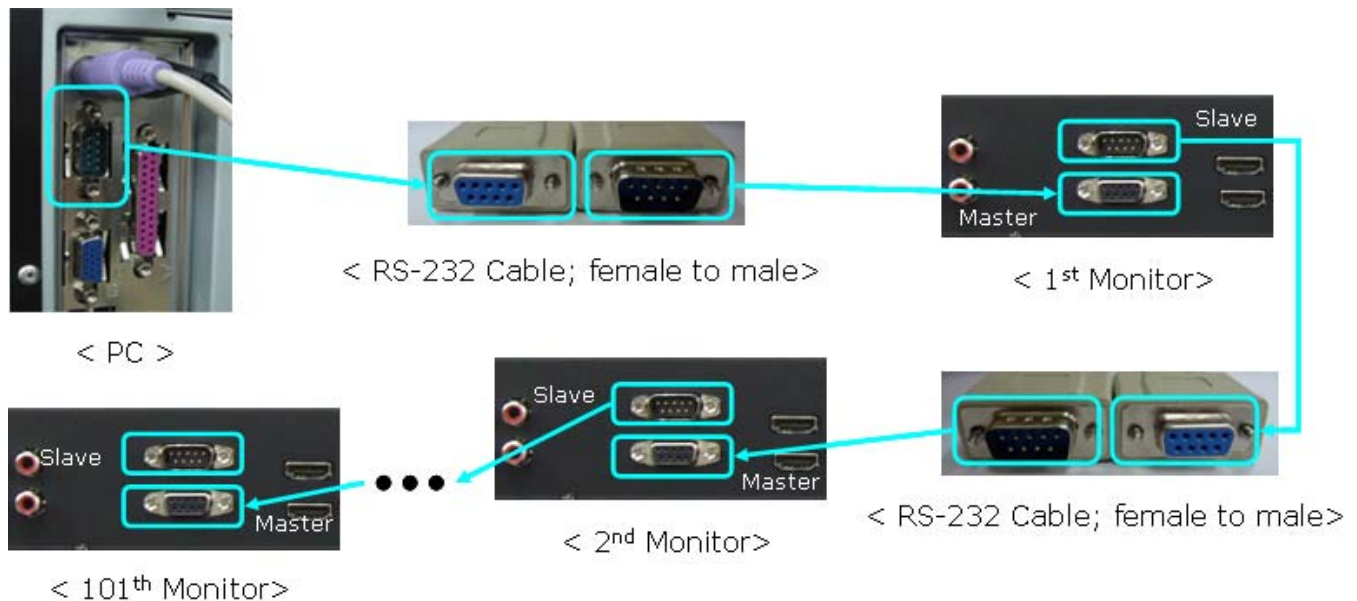 Slave
Master
< RS-232 Cable; female to male>
< 1st Monitor>
< PC >
Slave
Master
< 2nd Monitor>
< RS-232 Cable; female to male>
Slave
Master
< 101th Monitor>